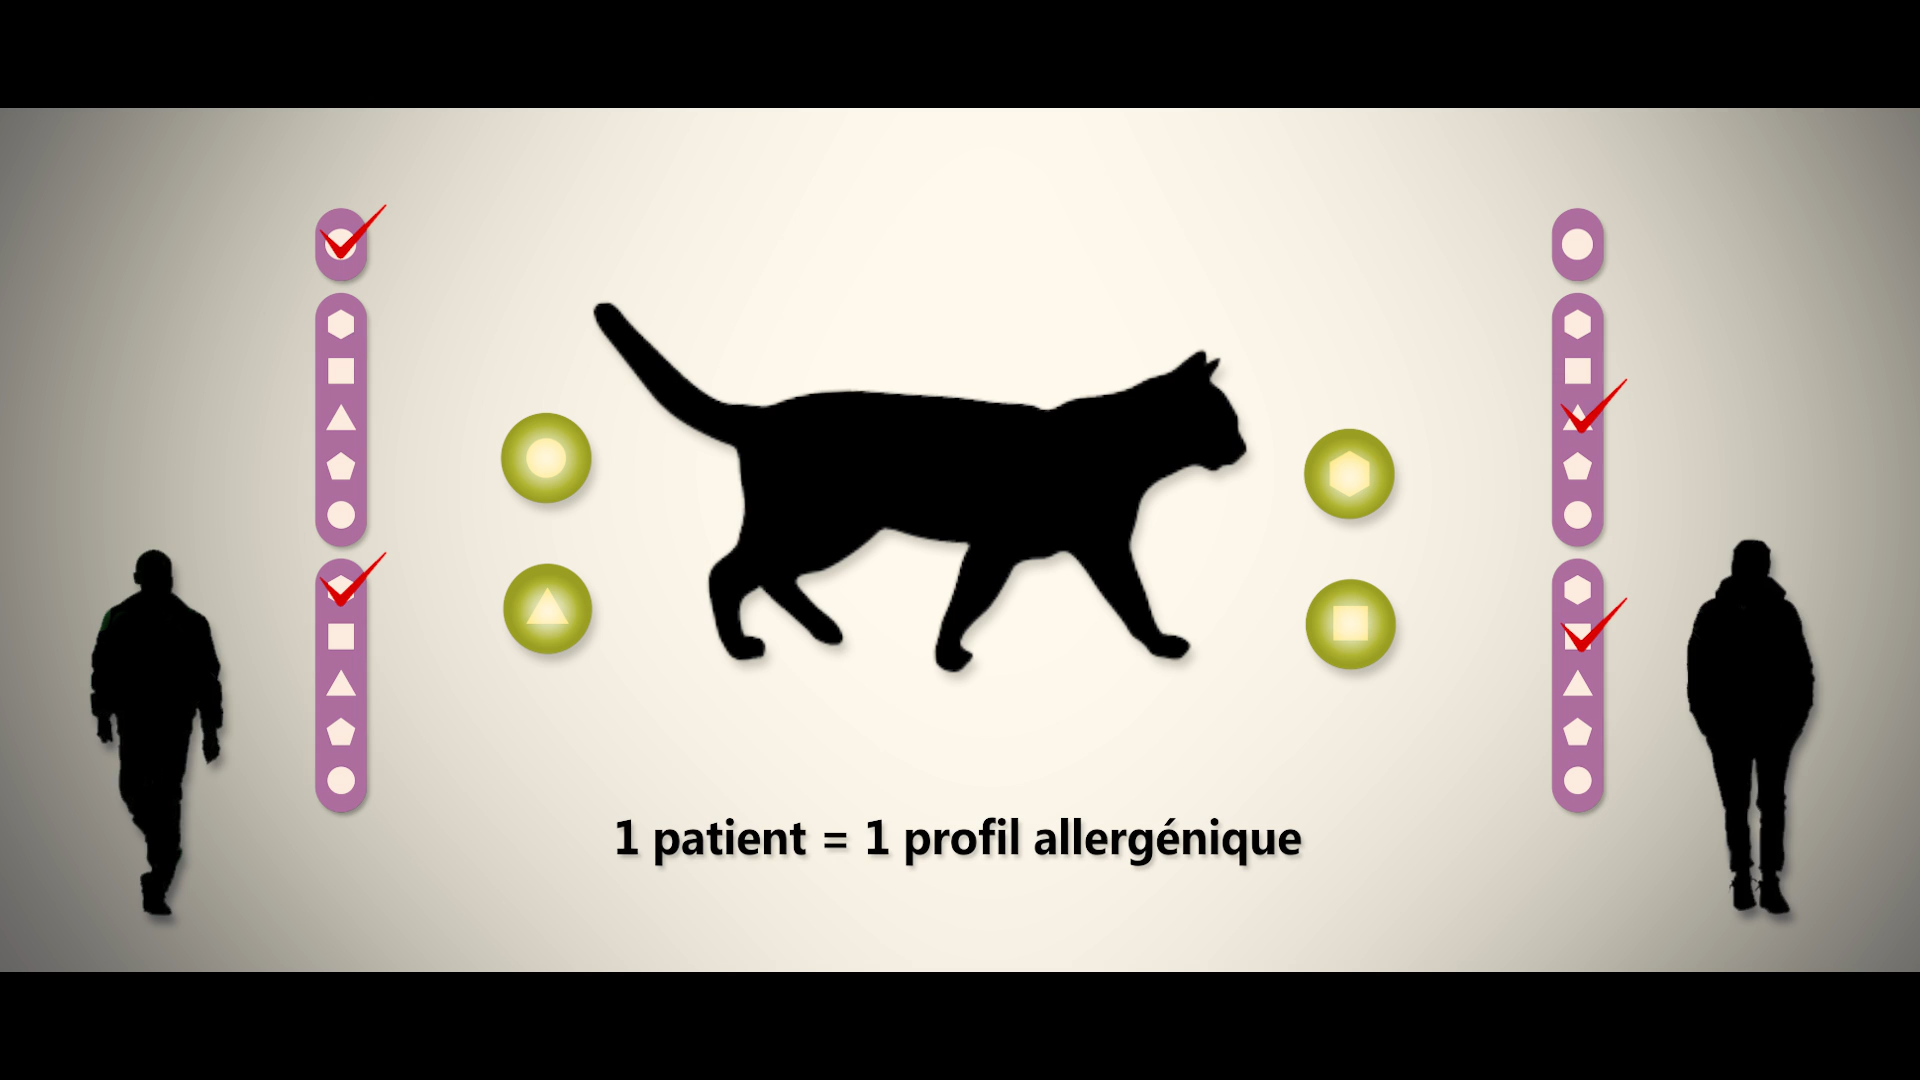 1 patient = 1 profil allergénique